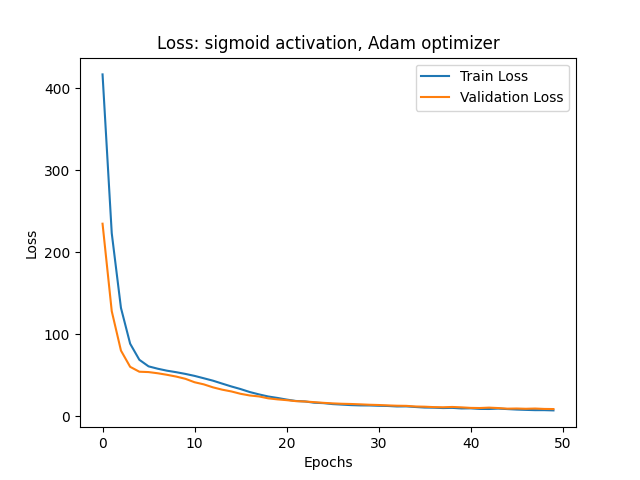 Loss: sigmoid activation, Adam optimizer
Train Loss
Validation Loss
400
300
200
100
0
Loss
0 10 20 30 40 50
Epochs